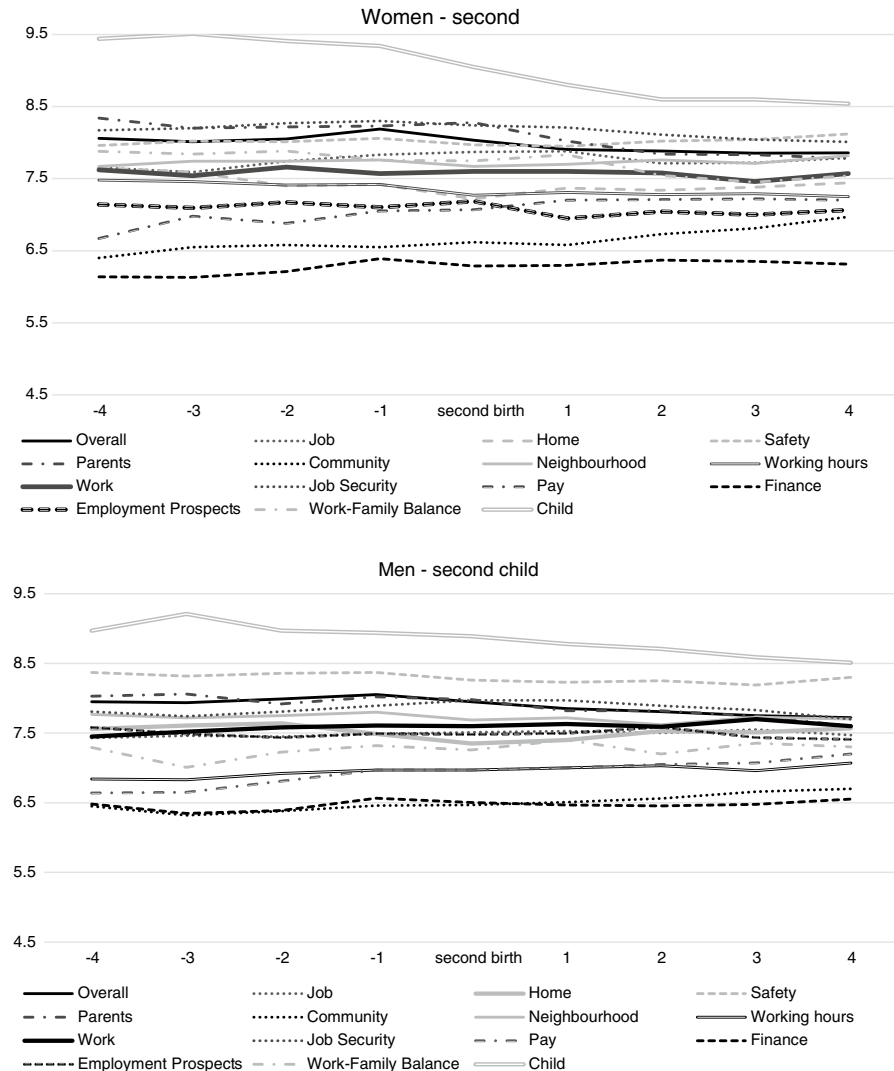 Women - second
9.5
8.5
7.5
6.5
5.5
4.5
-4 -3 -2 -1 second birth 1 2 3 4
Overall Job Home Safety
Parents Community Neighbourhood Working hours
Work Job Security Pay Finance
Employment Prospects Work-Family Balance Child
Men - second child
9.5
8.5
7.5
6.5
5.5
4.5
-4 -3 -2 -1 second birth 1 2 3 4
Overall Job Home Safety
Parents Community Neighbourhood Working hours
Work Job Security Pay Finance
Employment Prospects Work-Family Balance Child